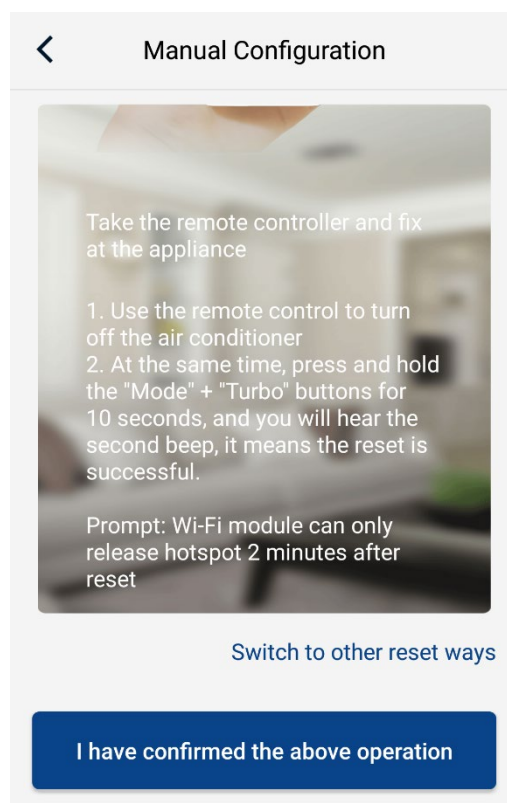 Manual Configuration
Take the remote controller and fix
at the appliance
1. Use the remote control to turn
off the air conditioner
2. At the same time, press and hold
the "Mode" + "Turbo" buttons for
10 seconds, and you will hear the
second beep, it means the reset is
successful.
Prompt: Wi-Fi module can only
release hotspot 2 minutes after
reset
Switch to other reset ways
I have confirmed the above operation